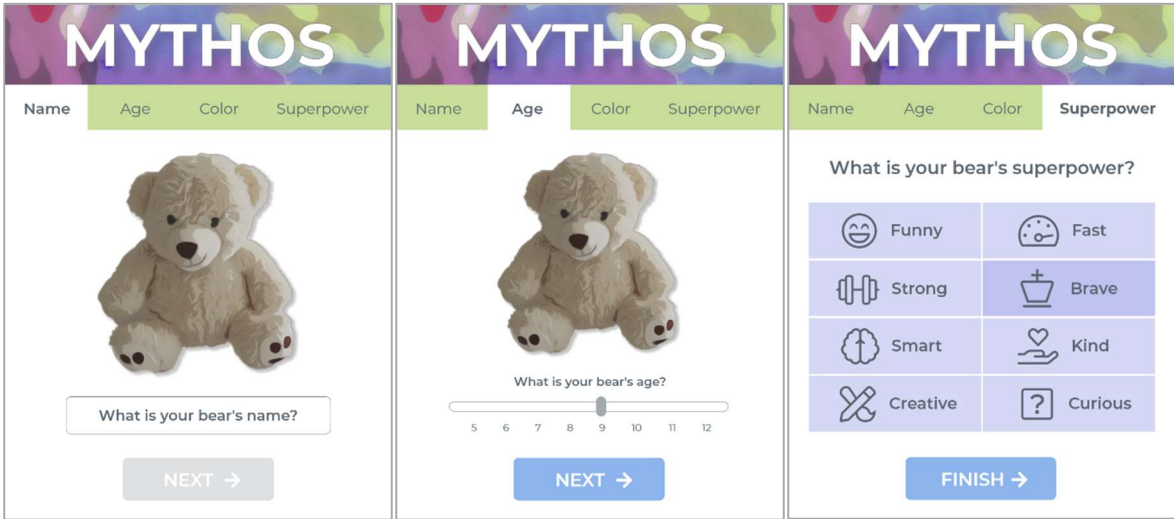 MYTHOS
Name Age Color Superpower
What is your bear's name?
NEXT →
MYTHOS
Name Age Color Superpower
What is your bear's age?
5 6 7 8 9 10 11 12
NEXT →
MYTHOS
Name Age Color Superpower
What is your bear's superpower?
Funny Fast
Strong Brave
Smart Kind
Creative ? Curious
FINISH →